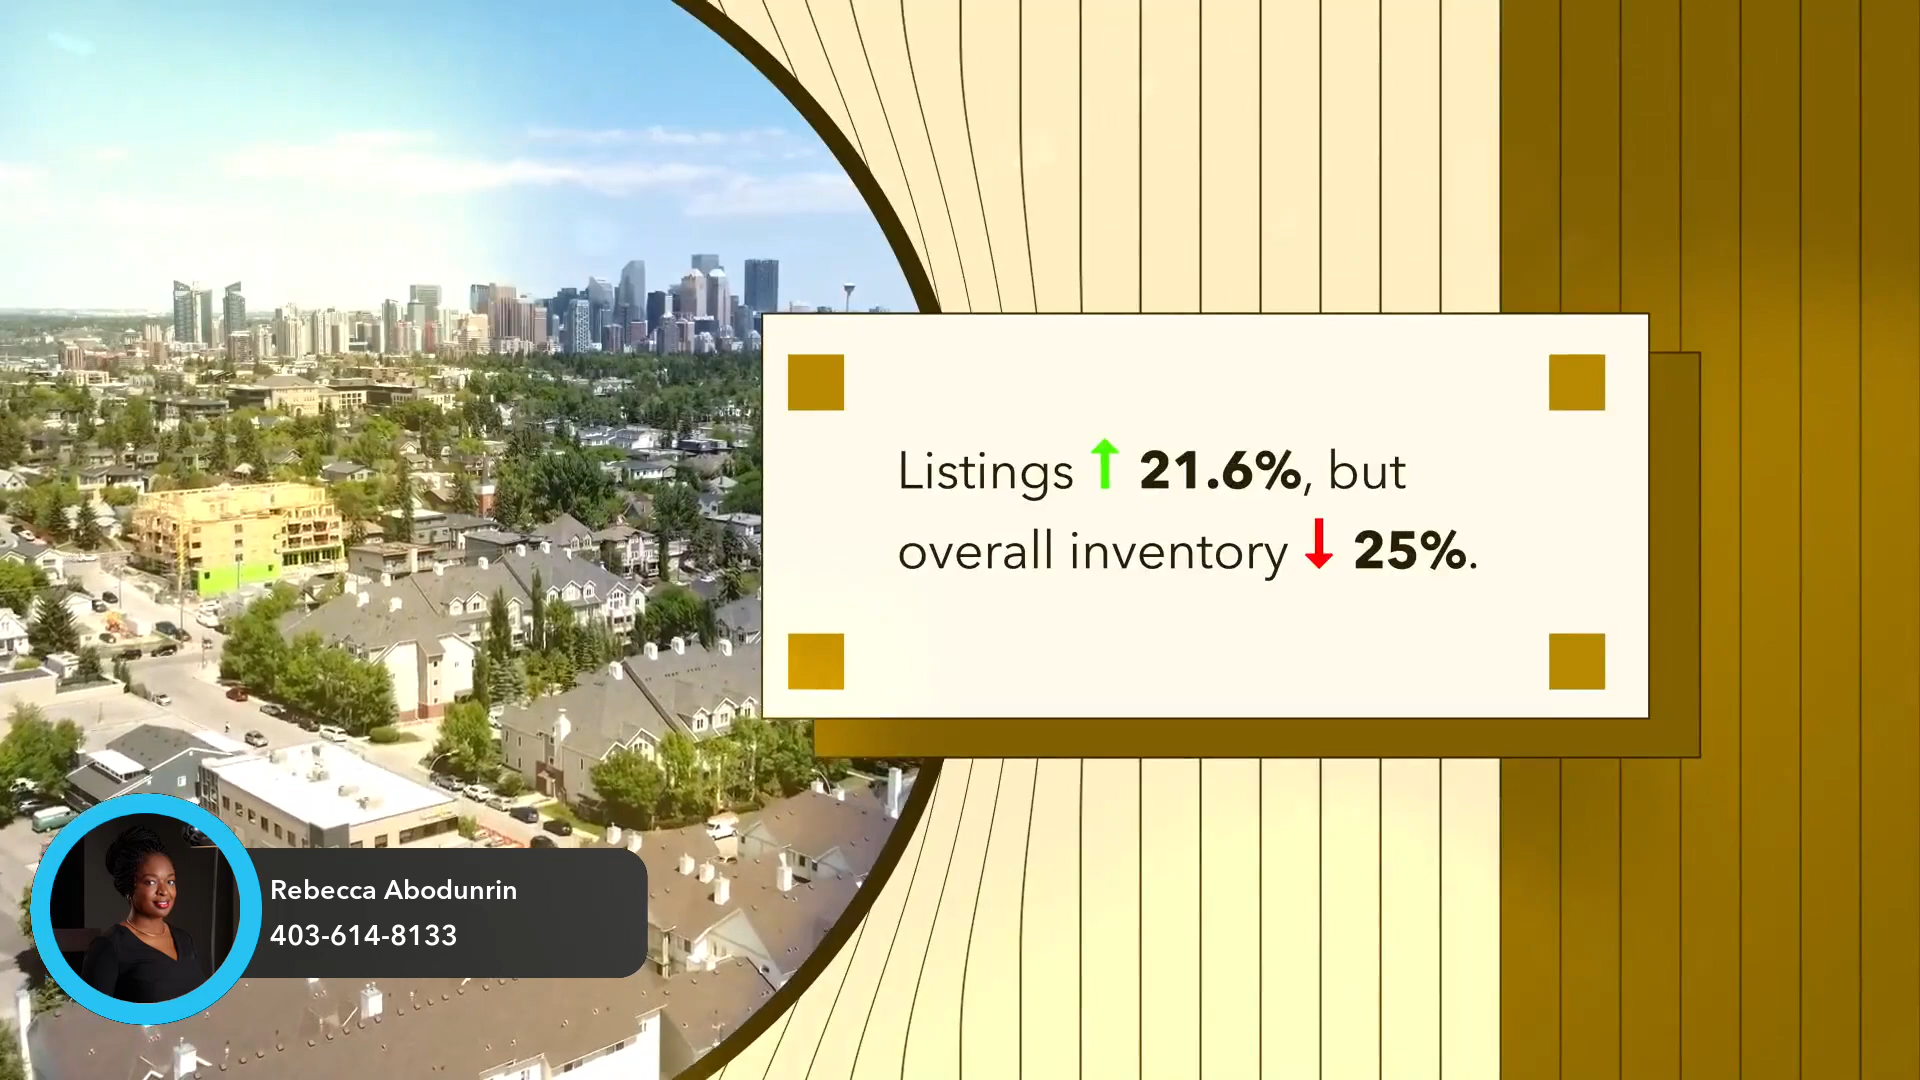 Listings ↑ 21.6%, but
overall inventory ↓ 25%.
Rebecca Abodunrin
403-614-8133